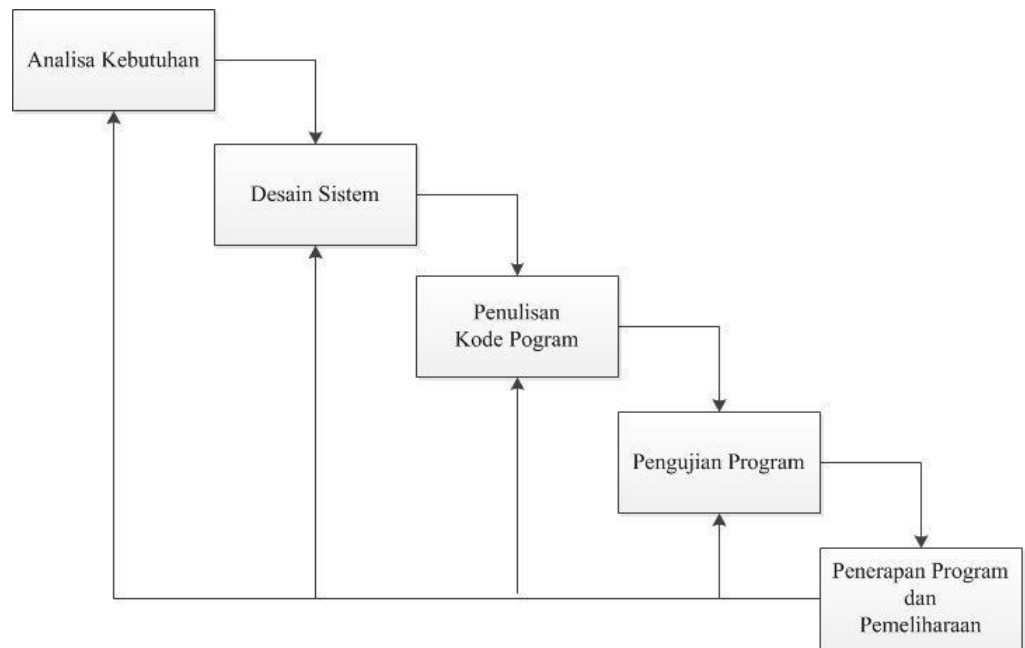 Analisa Kebutuhan
Desain Sistem
Penulisan
Kode Pogram
Pengujian Program
Penerapan Program
dan
Pemeliharaan